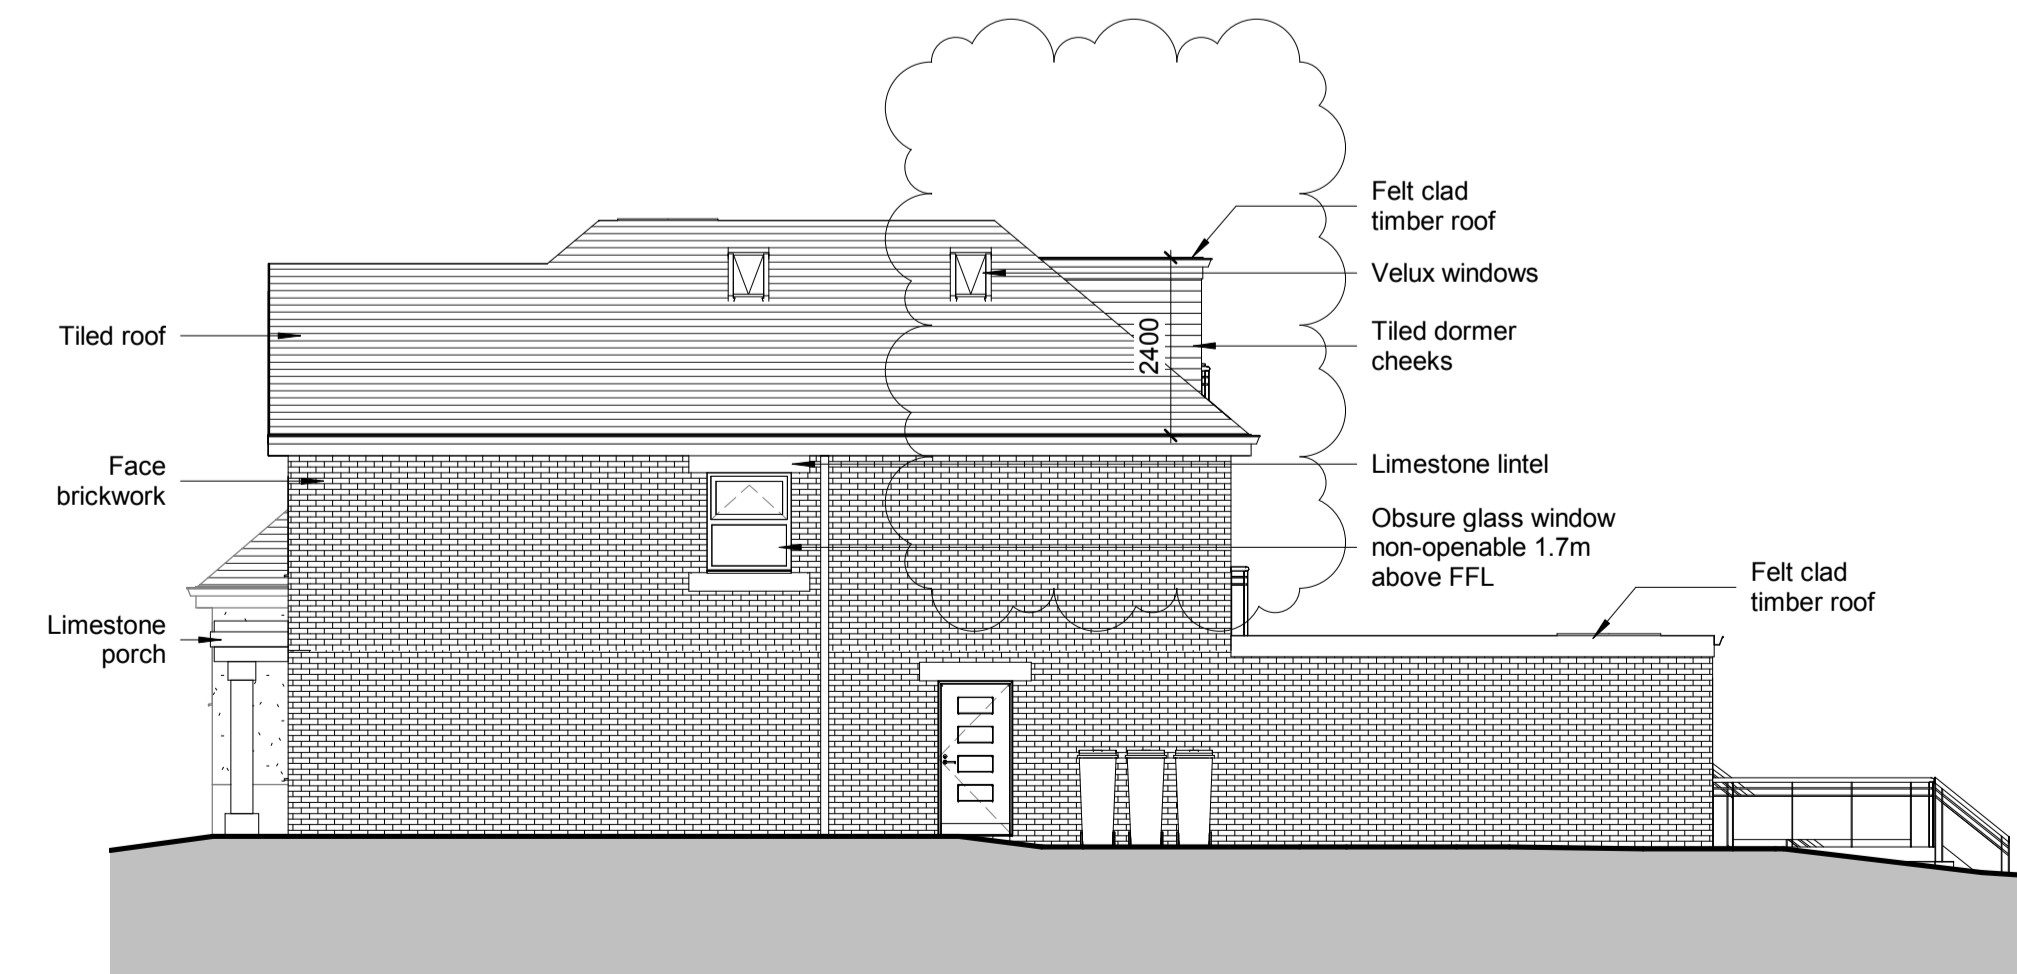 Felt clad
timber roof
Velux windows
Tiled roof
2400
Tiled dormer
cheeks
Face
brickwork
Limestone lintel
Obsure glass window
non-openable 1.7m
above FFL
Felt clad
timber roof
Limestone
porch